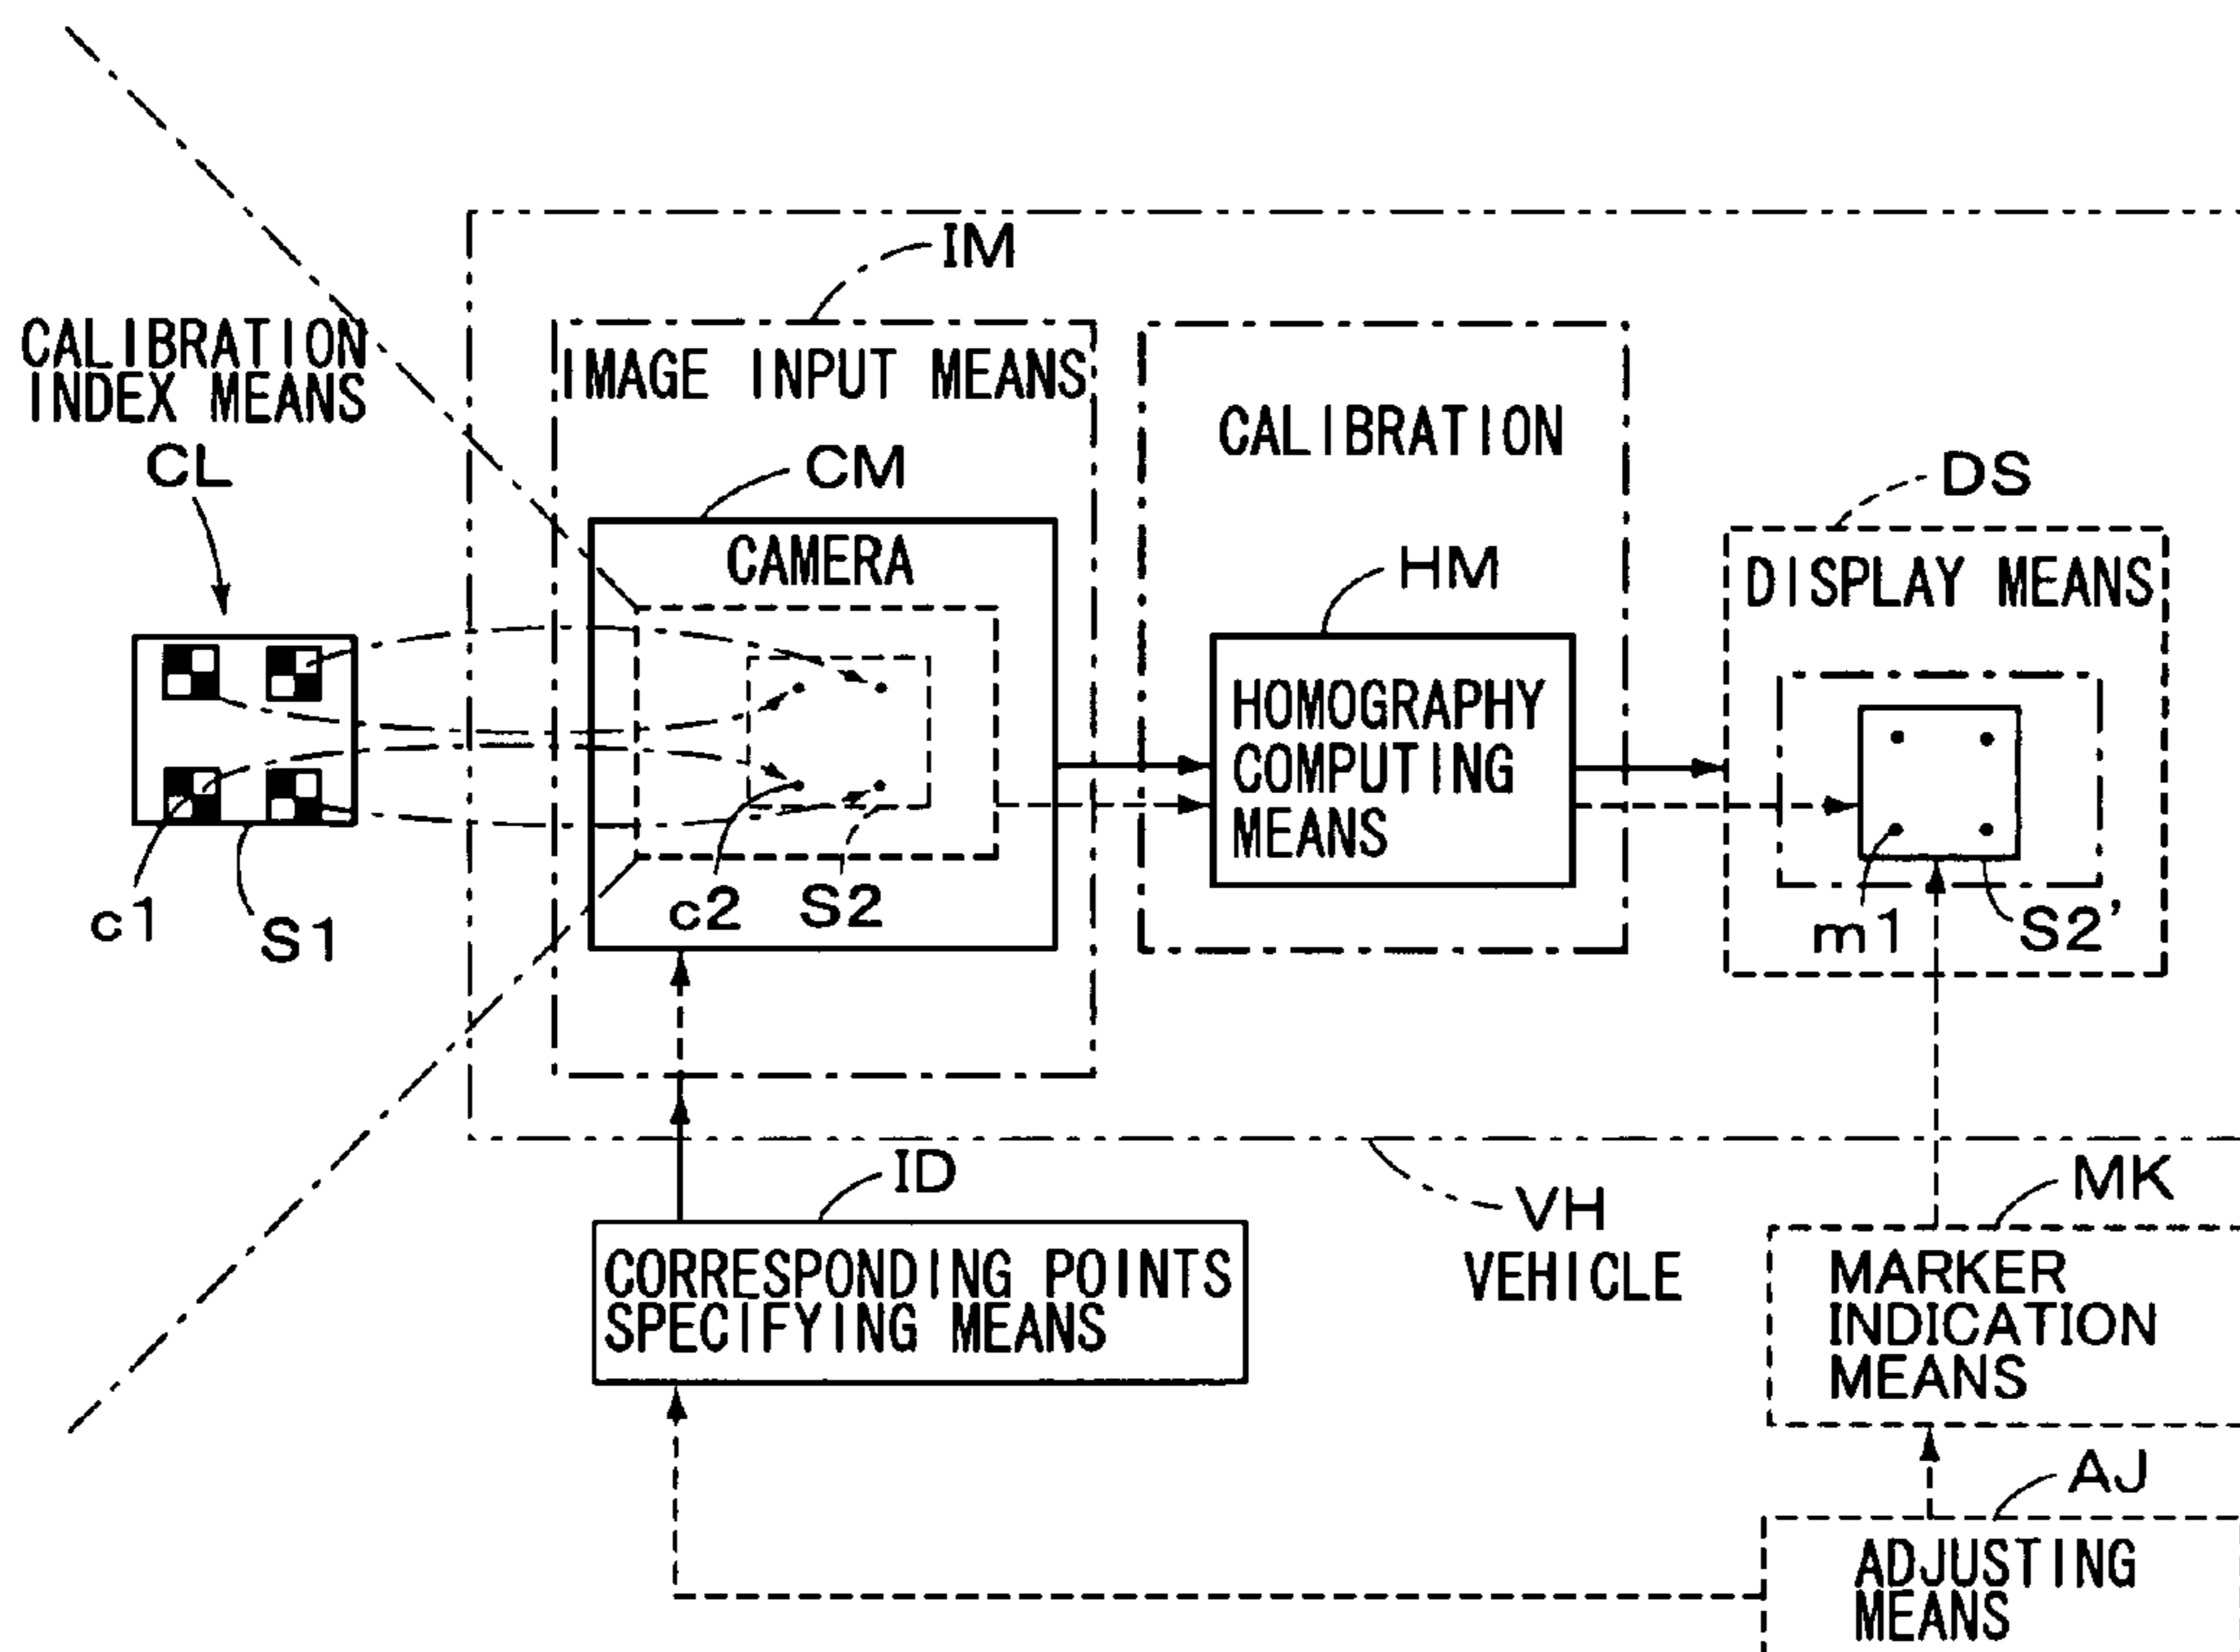 IM
CALIBRATION
INDEX MEANS
CL
IMAGE INPUT MEANS
CM
CAMERA
c1
S1
c2
S2
CALIBRATION
HM
HOMOGRAPHY
COMPUTING
MEANS
DS
DISPLAY MEANS
m1
S2'
ID
CORRESPONDING POINTS
SPECIFYING MEANS
VH
VEHICLE
MK
MARKER
INDICATION
MEANS
AJ
ADJUSTING
MEANS